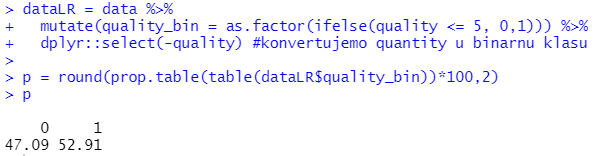 > dataLR = data %>%
+   mutate(quality_bin = as.factor(ifelse(quality <= 5, 0,1))) %>%
+   dplyr::select(-quality) #konvertujemo quantity u binarnu klasu
>
> p = round(prop.table(table(dataLR$quality_bin))*100,2)
> p

    0     1
47.09 52.91